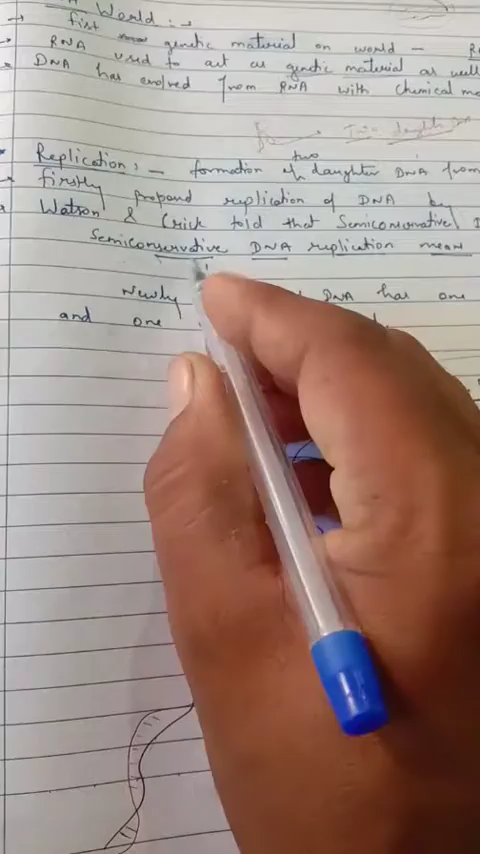 World :-
first genetic material on world -
RNA used to act as genetic material as well
DNA has evolved from RNA with chemical
Replication :- formation of two daughter DNA from
firstly propond replication of DNA by
Watson & Crick told that Semiconservative
Semiconservative DNA replication mean
Newly DNA has one
and one